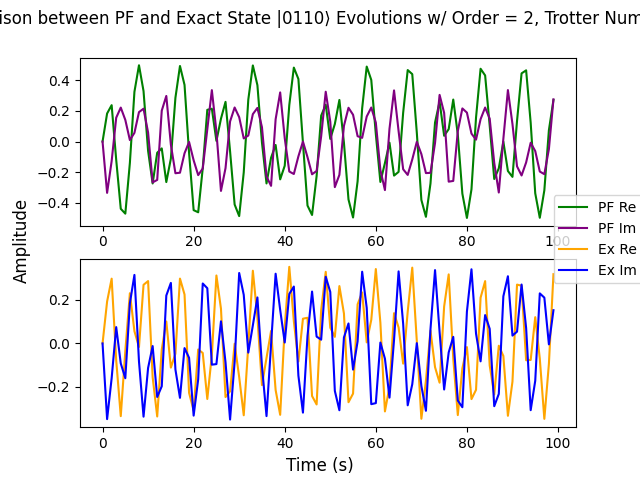 ison between PF and Exact State |0110⟩ Evolutions w/ Order = 2, Trotter Num
0.4
0.2
0.0
−0.2
−0.4
0 20 40 60 80 100
PF Re
PF Im
Ex Re
Ex Im
Amplitude
0.2
0.0
−0.2
0 20 40 60 80 100
Time (s)